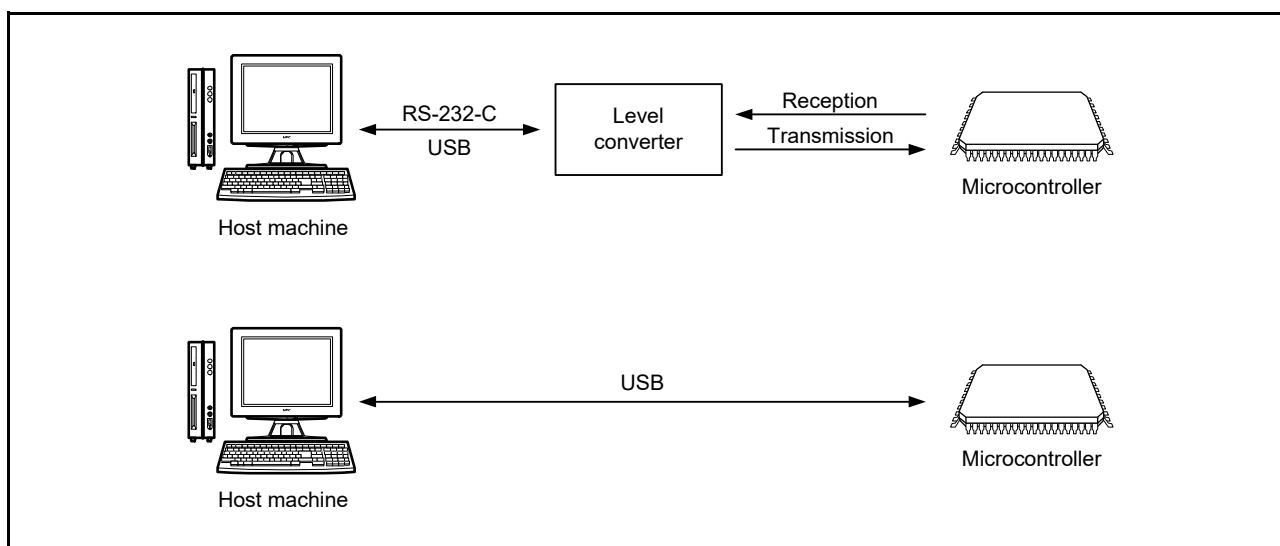 RS-232-C
USB
Level
converter
Reception
Transmission
Microcontroller
Host machine
USB
Microcontroller
Host machine